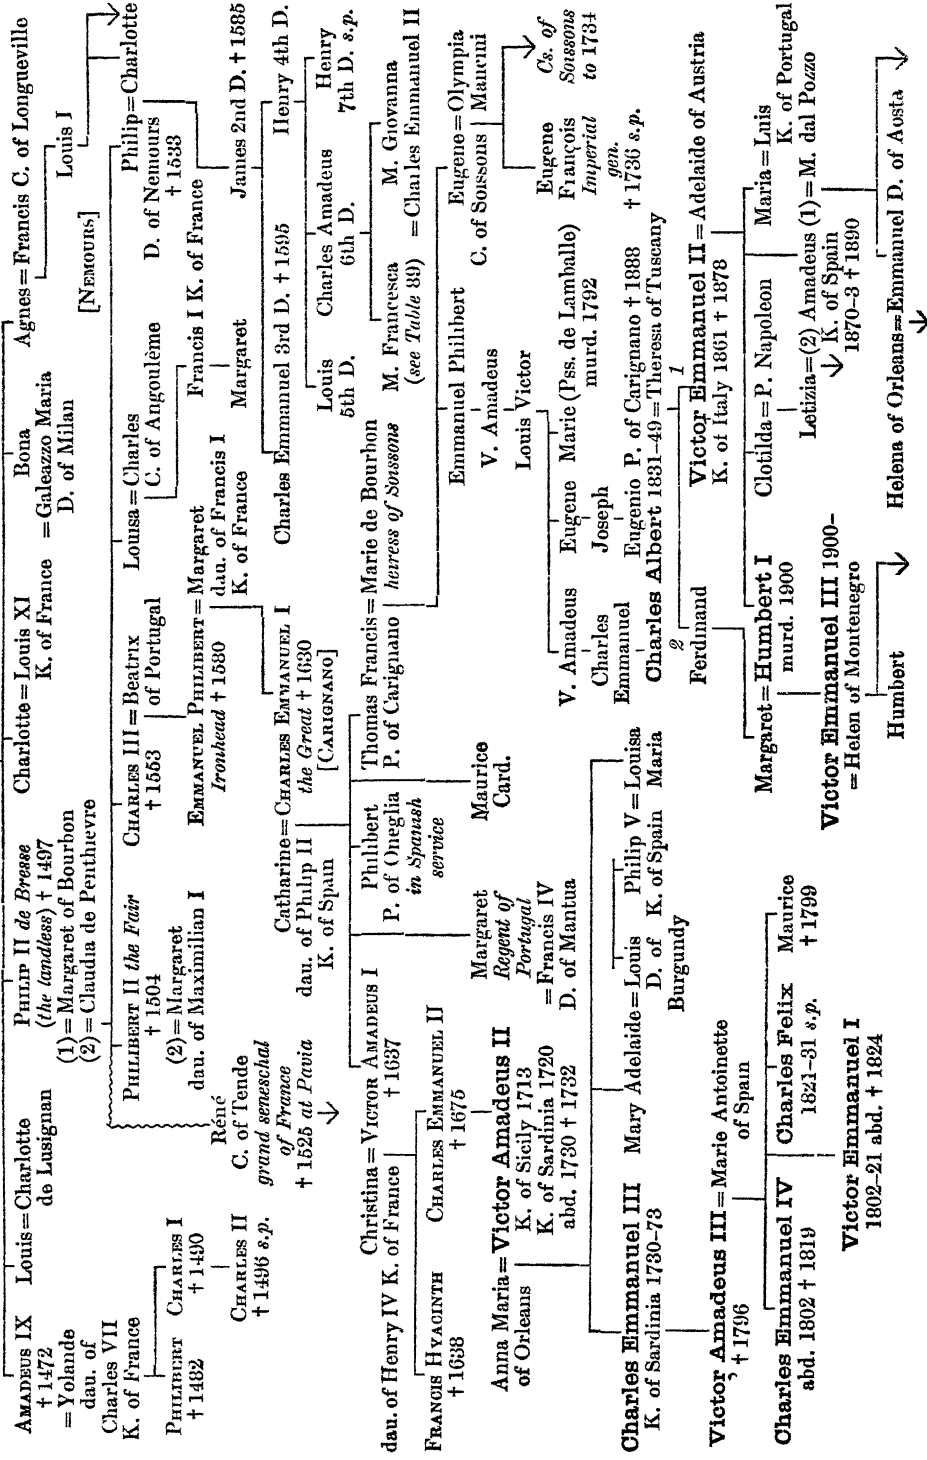 AMADEUS IX
† 1472
= Yolande
dau. of
Charles VII
K. of France
Louis = Charlotte
de Lusignan
PHILIP II de Bresse
(the landless) † 1497
(1) = Margaret of Bourbon
(2) = Claudia de Penthievre
Charlotte = Louis XI
K. of France
Bona
= Galeazzo Maria
D. of Milan
Agnes = Francis C. of Longueville
Louis I
[NEMOURS]
PHILIBERT
† 1482
CHARLES I
† 1490
CHARLES II
† 1496 s.p.
Réné
C. of Tende
grand seneschal
of France
† 1525 at Pavia
PHILIBERT II the Fair
† 1504
(2) = Margaret
dau. of Maximilian I
CHARLES III = Beatrix
† 1553
of Portugal
Lousa = Charles
C. of Angoulême
Philip = Charlotte
D. of Nemours
† 1533
EMMANUEL PHILIBERT = Margaret
Ironhead † 1580
dau. of Francis I
K. of France
Francis I K. of France
Margaret
James 2nd D. † 1585
Charles Emmanuel 3rd D. † 1595
Henry 4th D.
Louis
5th D.
Charles Amadeus
6th D.
Henry
7th D. s.p.
M. Francesca
(see Table 89)
M. Giovanna
= Charles Emmanuel II
Catharine = CHARLES EMMANUEL I
dau. of Philip II
K. of Spain
the Great † 1630
[CARIGNANO]
Christina = VICTOR AMADEUS I
dau. of Henry IV K. of France
† 1637
Philibert
P. of Oneglia
in Spanish
service
Thomas Francis = Marie de Bourbon
P. of Carignano
heiress of Soissons
FRANCIS HYACINTH
† 1638
CHARLES EMMANUEL II
† 1675
Margaret
Regent of
Portugal
= Francis IV
D. of Mantua
Maurice
Card.
Emmanuel Philibert
Eugene = Olympia
C. of Soissons
Mancini
V. Amadeus
Eugene
François
Imperial
gen.
† 1736 s.p.
Cs. of
Soissons
to 1734
Louis Victor
Anna Maria = Victor Amadeus II
of Orleans
K. of Sicily 1713
K. of Sardinia 1720
abd. 1730 † 1732
V. Amadeus
Eugene
Marie (Pss. de Lamballe)
murd. 1792
Charles
Emmanuel
Joseph
Eugenio P. of Carignano † 1888
Charles Emmanuel III
K. of Sardinia 1730–73
Mary Adelaide = Louis
D. of
Burgundy
Philip V = Louisa
K. of Spain
Maria
Charles Albert 1831–49 = Theresa of Tuscany
2
1
Ferdinand
Victor Emmanuel II = Adelaide of Austria
K. of Italy 1861 † 1878
Victor Amadeus III = Marie Antoinette
† 1796
of Spain
Margaret = Humbert I
murd. 1900
Clotilda = P. Napoleon
Maria = Luis
K. of Portugal
Letizia = (2) Amadeus (1) = M. dal Pozzo
K. of Spain
1870–3 † 1890
Charles Emmanuel IV
abd. 1802 † 1819
Charles Felix
1821–31 s.p.
Maurice
† 1799
Victor Emmanuel I
1802–21 abd. † 1824
Victor Emmanuel III 1900–
= Helen of Montenegro
Humbert
Helena of Orleans = Emmanuel D. of Aosta